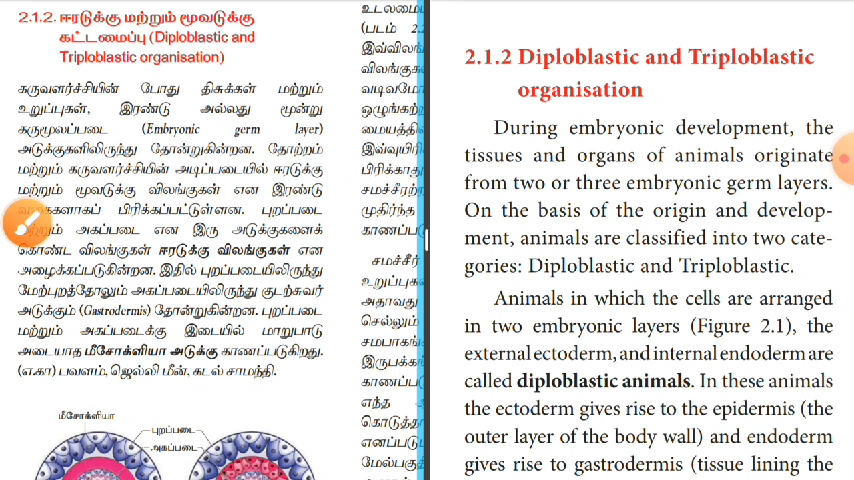 2.1.2. ஈரடுக்கு மற்றும் மூவடுக்கு
கட்டமைப்பு (Diploblastic and
Triploblastic organisation)
கருவளர்ச்சியின் போது திசுக்கள் மற்றும்
உறுப்புகள், இரண்டு அல்லது மூன்று
கருமூலப்படை (Embryonic germ layer)
அடுக்குகளிலிருந்து தோன்றுகின்றன. தோற்றம்
மற்றும் கருவளர்ச்சியின் அடிப்படையில் ஈரடுக்கு
மற்றும் மூவடுக்கு விலங்குகள் என இரண்டு
பிரிக்கப்பட்டுள்ளன. புறப்படை
அகப்படை என இரு அடுக்குகளைக்
கொண்ட விலங்குகள் ஈரடுக்கு விலங்குகள் என
அழைக்கப்படுகின்றன. இதில் புறப்படையிலிருந்து
மேற்புறத்தோலும் அகப்படையிலிருந்து குடற்சுவர்
அடுக்கும் (Gastrodermis) தோன்றுகின்றன. புறப்படை
மற்றும் அகப்படைக்கு இடையில் மாறுபாடு
அடையாத மீசோக்ளியா அடுக்கு காணப்படுகிறது.
(எ.கா) பவளம், ஜெல்லி மீன், கடல் சாமந்தி.
மீசோக்ளியா
புறப்படை
அகப்படை
(படம்
ஒழுங்கற்
சமச்சீர்
அதாவது
எந்த
2.1.2 Diploblastic and Triploblastic
organisation
During embryonic development, the
tissues and organs of animals originate
from two or three embryonic germ layers.
On the basis of the origin and develop-
ment, animals are classified into two cate-
gories: Diploblastic and Triploblastic.
Animals in which the cells are arranged
in two embryonic layers (Figure 2.1), the
external ectoderm, and internal endoderm are
called diploblastic animals. In these animals
the ectoderm gives rise to the epidermis (the
outer layer of the body wall) and endoderm
gives rise to gastrodermis (tissue lining the